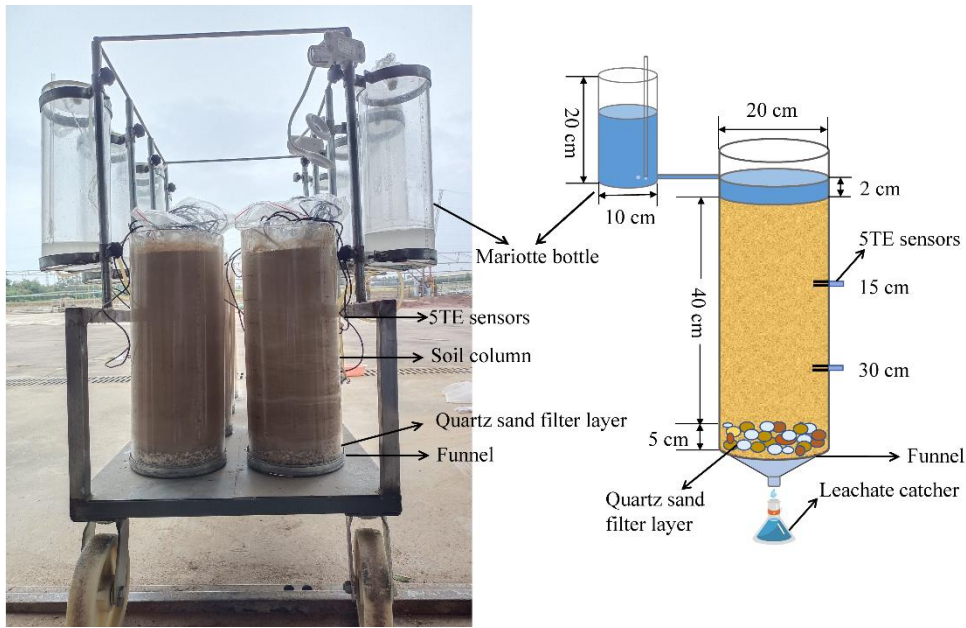 20 cm
20 cm
2 cm
10 cm
Mariotte bottle
5TE sensors
15 cm
40 cm
5TE sensors
Soil column
30 cm
Quartz sand filter layer
5 cm
Funnel
Funnel
Quartz sand
filter layer
Leachate catcher